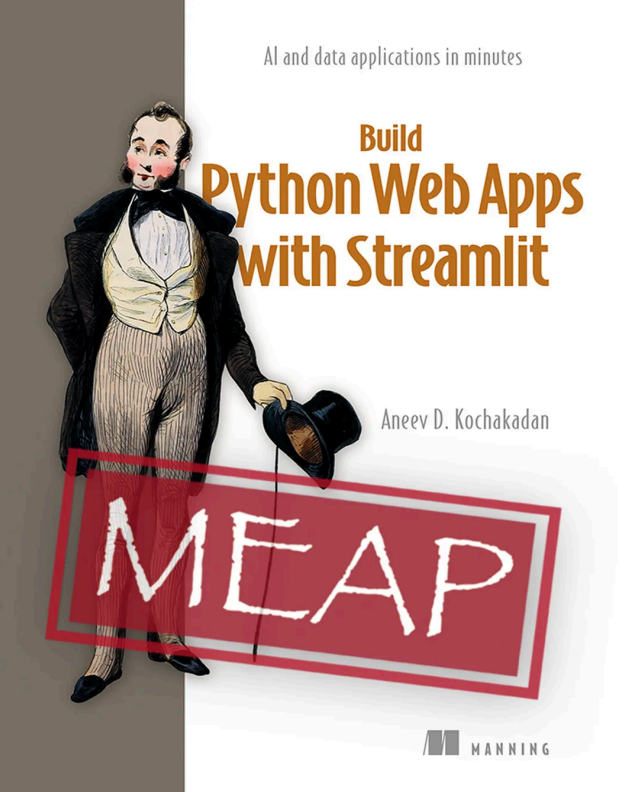 AI and data applications in minutes
Build
Python Web Apps
with Streamlit
Aneev D. Kochakadan
MEAP
MANNING